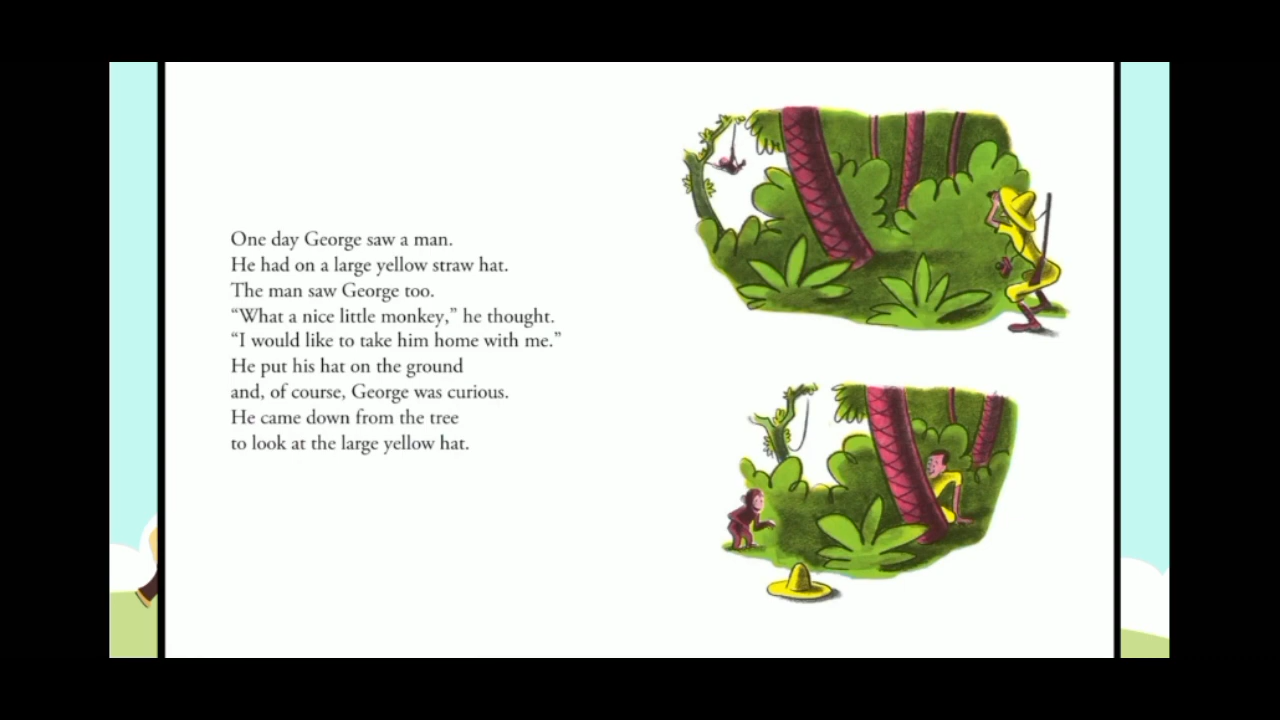 One day George saw a man.
He had on a large yellow straw hat.
The man saw George too.
“What a nice little monkey,” he thought.
“I would like to take him home with me.”
He put his hat on the ground
and, of course, George was curious.
He came down from the tree
to look at the large yellow hat.